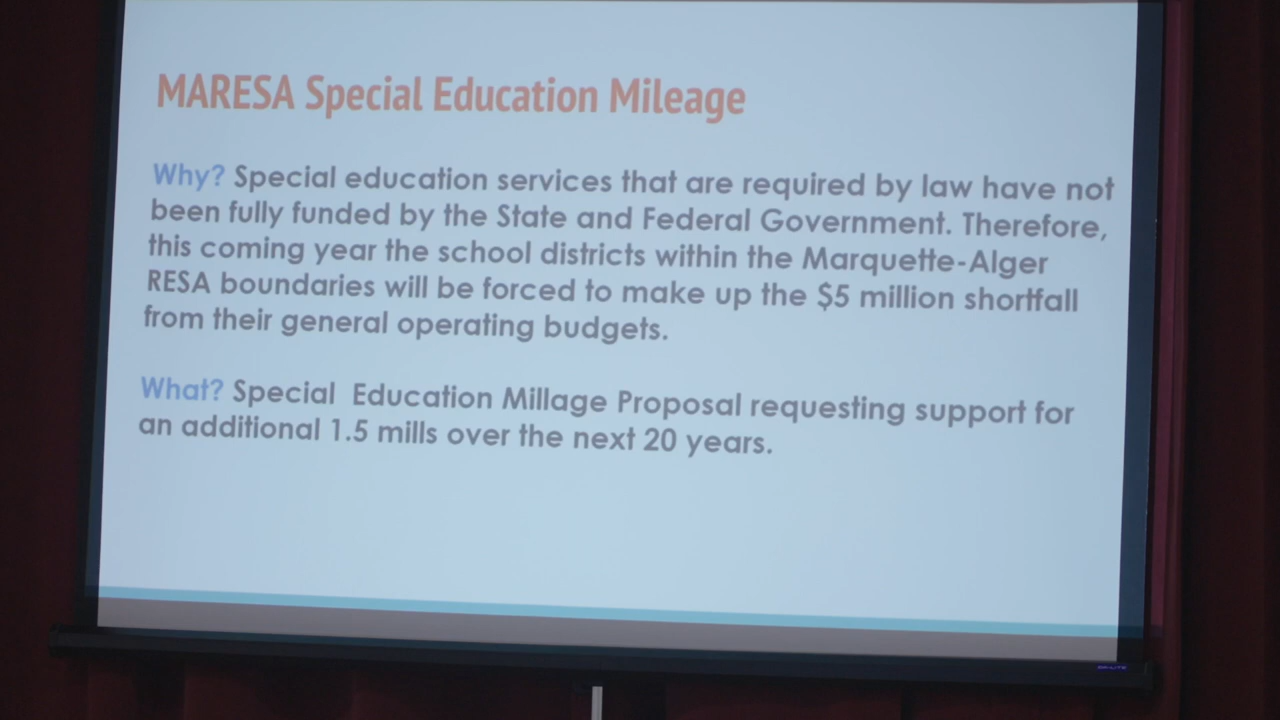 MARESA Special Education Mileage
Why? Special education services that are required by law have not
been fully funded by the State and Federal Government. Therefore,
this coming year the school districts within the Marquette-Alger
RESA boundaries will be forced to make up the $5 million shortfall
from their general operating budgets.
What? Special Education Millage Proposal requesting support for
an additional 1.5 mills over the next 20 years.